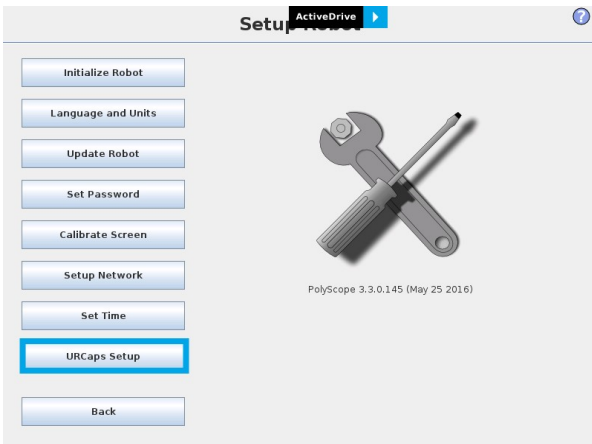 Setup Robot
ActiveDrive
?
Initialize Robot
Language and Units
Update Robot
Set Password
Calibrate Screen
Setup Network
PolyScope 3.3.0.145 (May 25 2016)
Set Time
URCaps Setup
Back